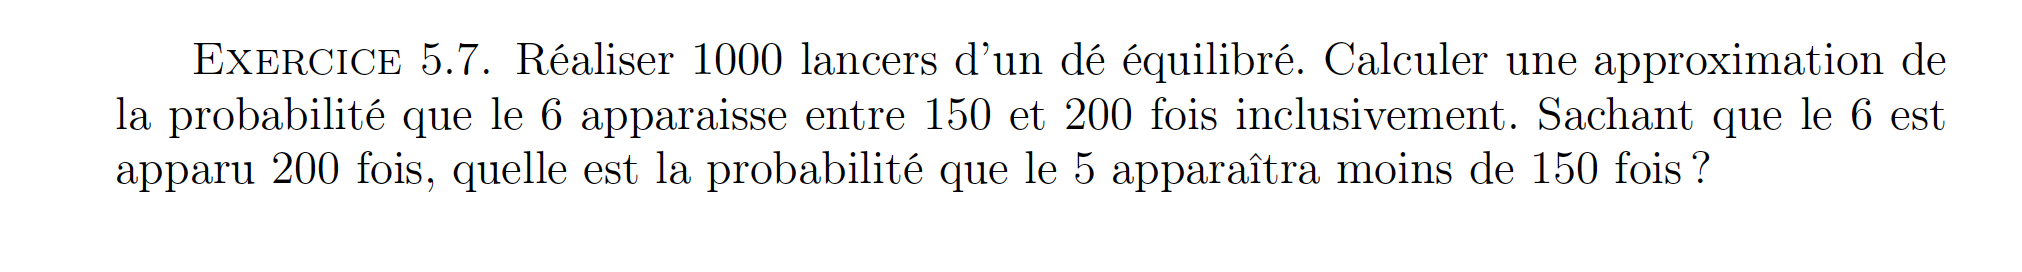 EXERCICE 5.7. Réaliser 1000 lancers d'un dé équilibré. Calculer une approximation de
la probabilité que le 6 apparaisse entre 150 et 200 fois inclusivement. Sachant que le 6 est
apparu 200 fois, quelle est la probabilité que le 5 apparaîtra moins de 150 fois ?